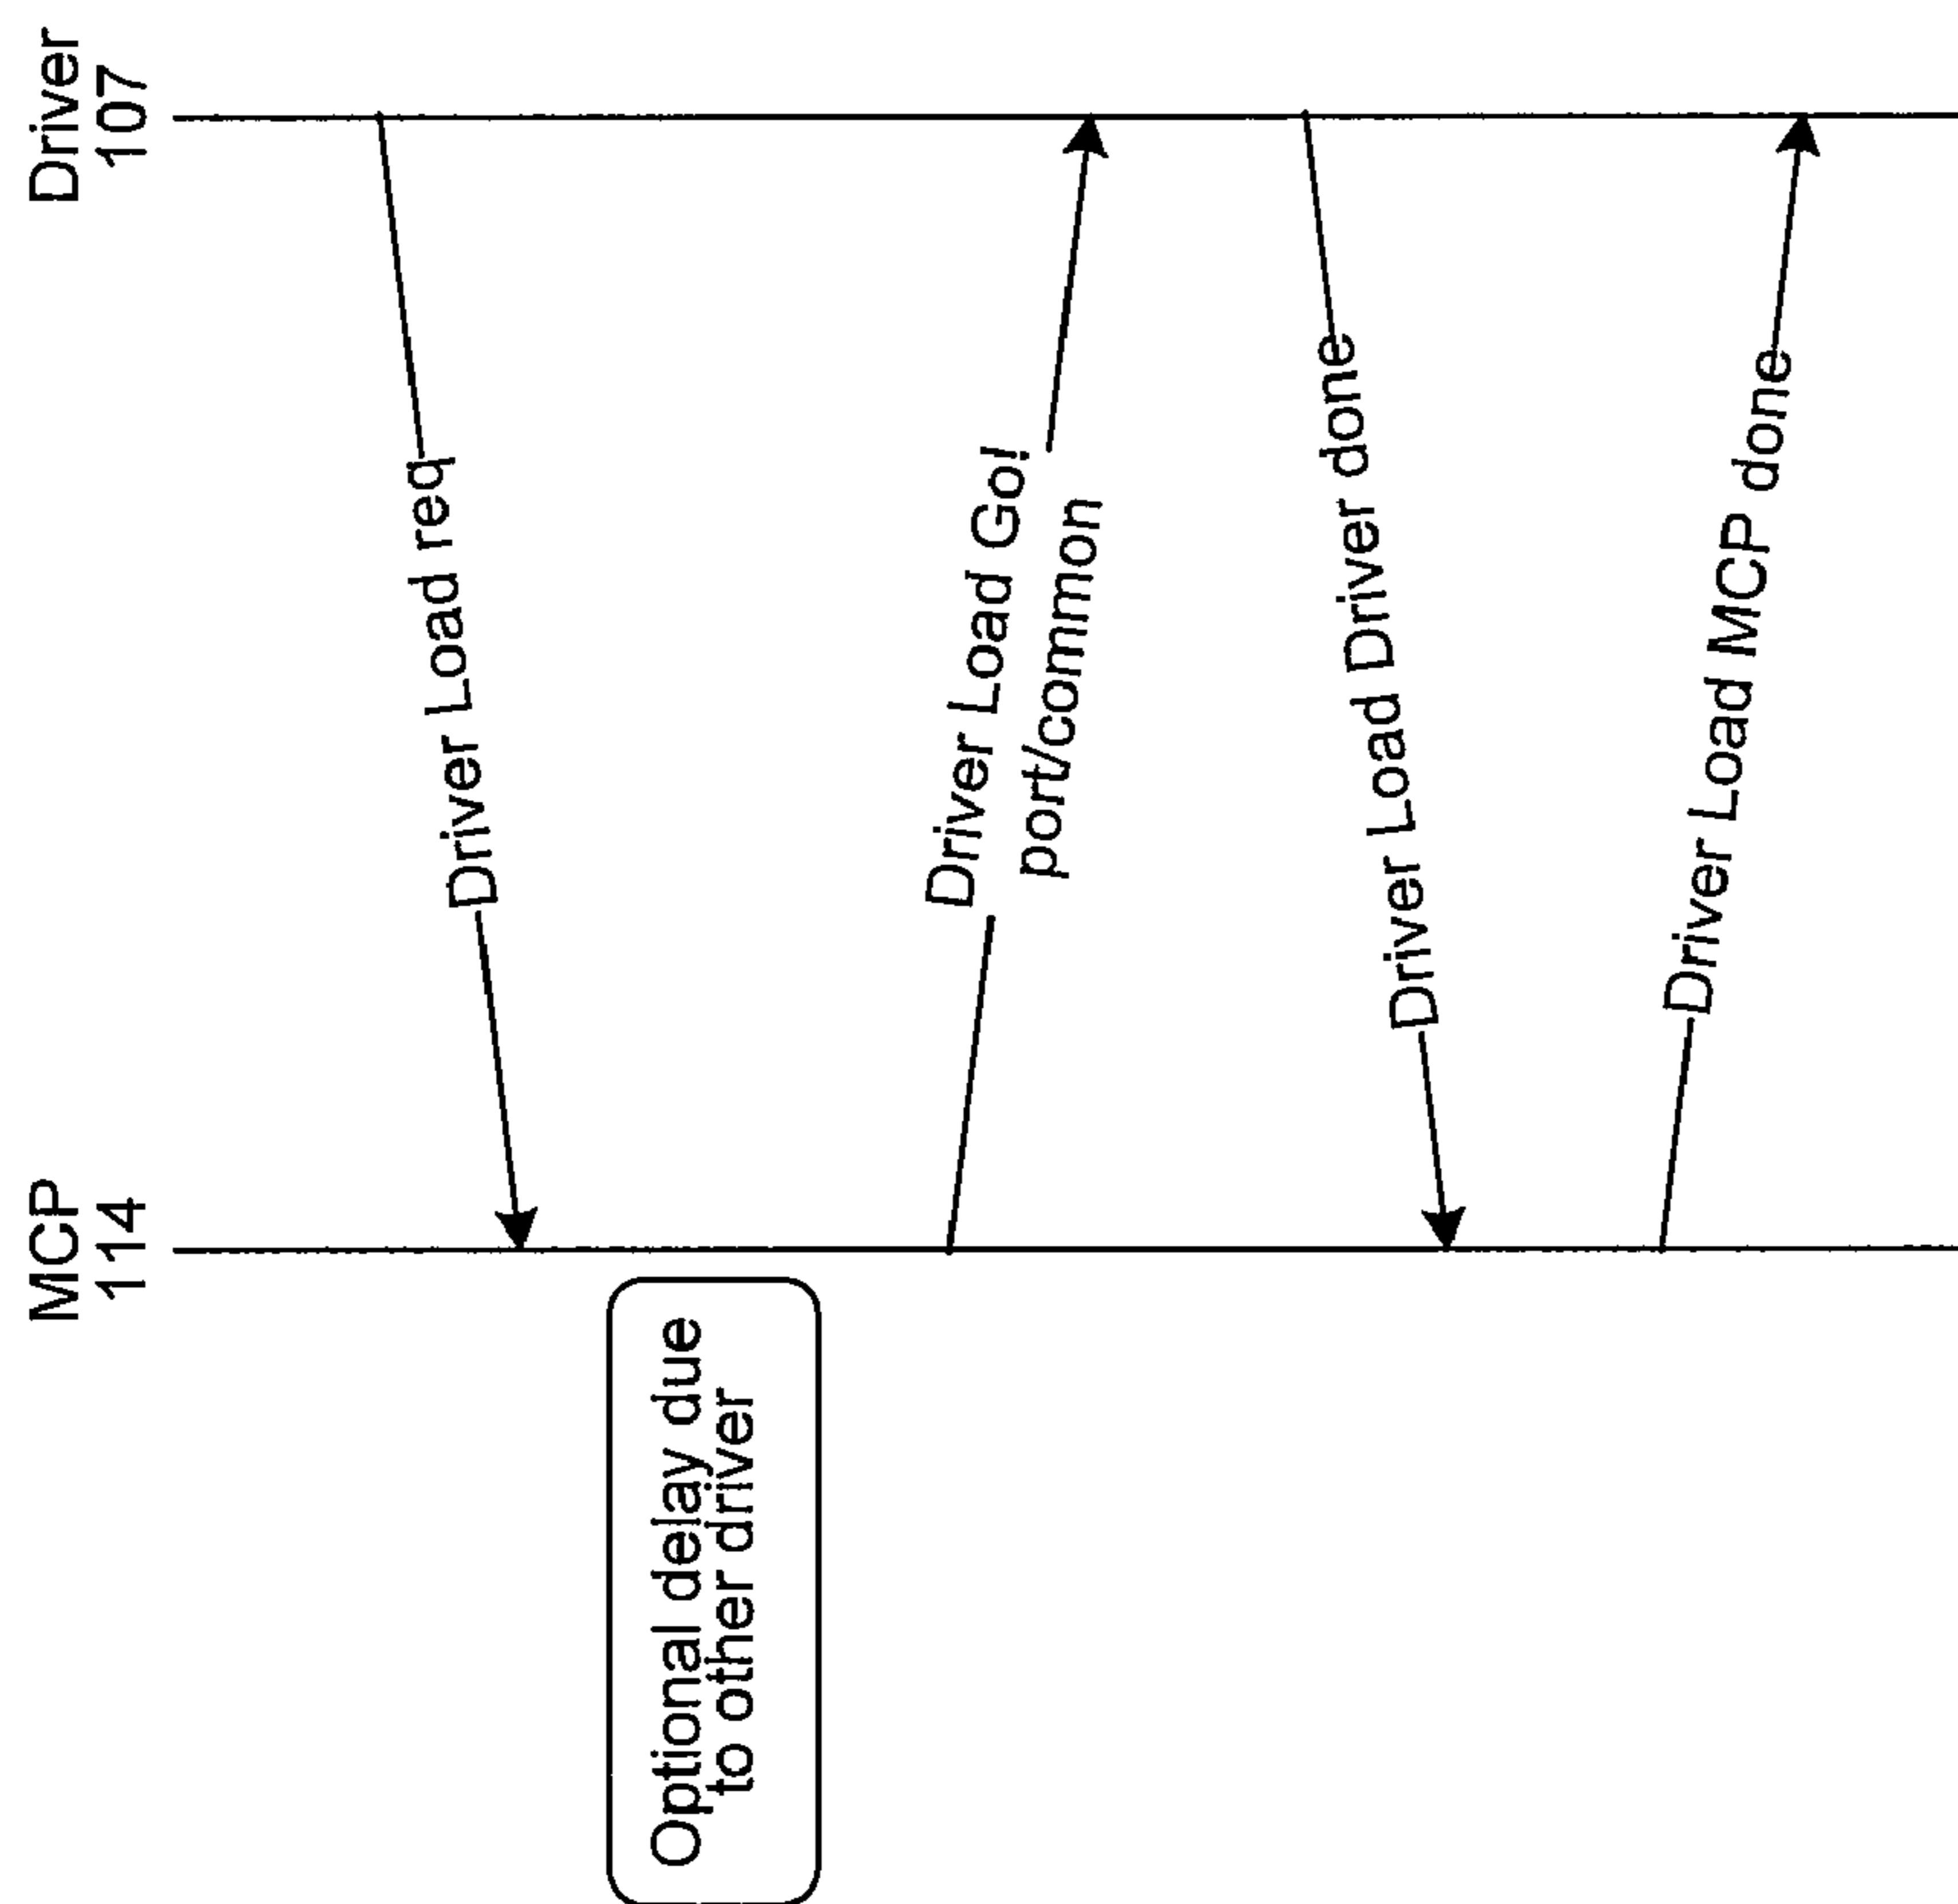 MCP
114
Driver
107
Driver Load req
Optional delay due
to other driver
Driver Load Go!
port/common
Driver Load Driver done
Driver Load MCP done